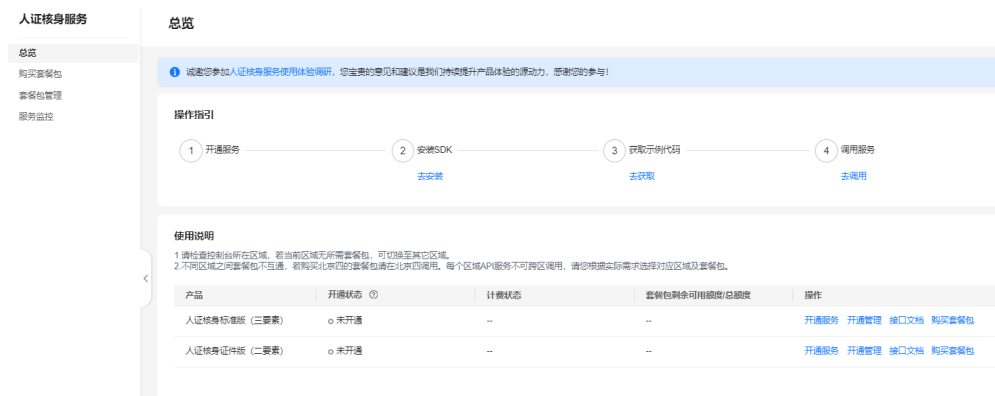 人证核身服务
总览
购买套餐包
套餐包管理
服务监控
总览
诚邀您参加人证核身服务使用体验调研，您宝贵的意见和建议是我们持续提升产品体验的源动力，感谢您的参与！
操作指引
1 开通服务
2 安装SDK
去安装
3 获取示例代码
去获取
4 调用服务
去调用
使用说明
1.请检查控制台所在区域，若当前区域无所需套餐包，可切换至其它区域。
2.不同区域之间套餐包不互通，若购买北京四的套餐包请在北京四调用。每个区域API服务不可跨区调用，请您根据实际需求选择对应区域及套餐包。
产品 开通状态 计费状态 套餐包剩余可用额度/总额度 操作
人证核身标准版（三要素） 未开通 -- -- 开通服务 开通管理 接口文档 购买套餐包
人证核身证件版（二要素） 未开通 -- -- 开通服务 开通管理 接口文档 购买套餐包